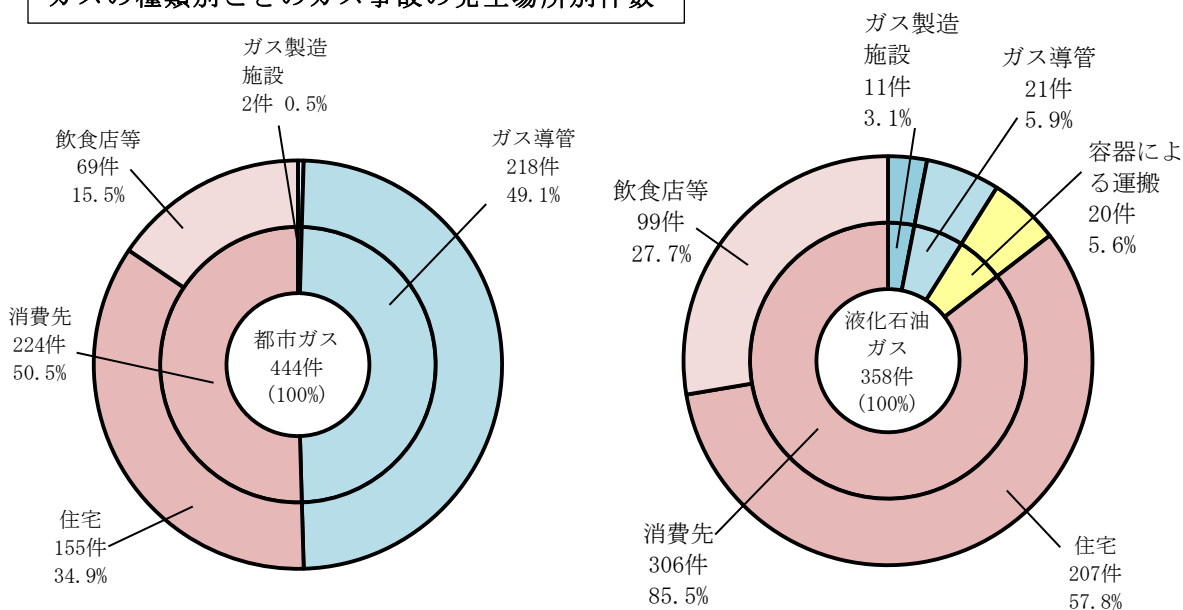 ガスの種類別ごとのガス事故の発生場所別件数
ガス製造
施設
2件 0.5%
ガス導管
218件
49.1%
飲食店等
69件
15.5%
消費先
224件
50.5%
住宅
155件
34.9%
都市ガス
444件
(100%)
ガス製造
施設
11件
3.1%
ガス導管
21件
5.9%
容器によ
る運搬
20件
5.6%
飲食店等
99件
27.7%
液化石油
ガス
358件
(100%)
消費先
306件
85.5%
住宅
207件
57.8%